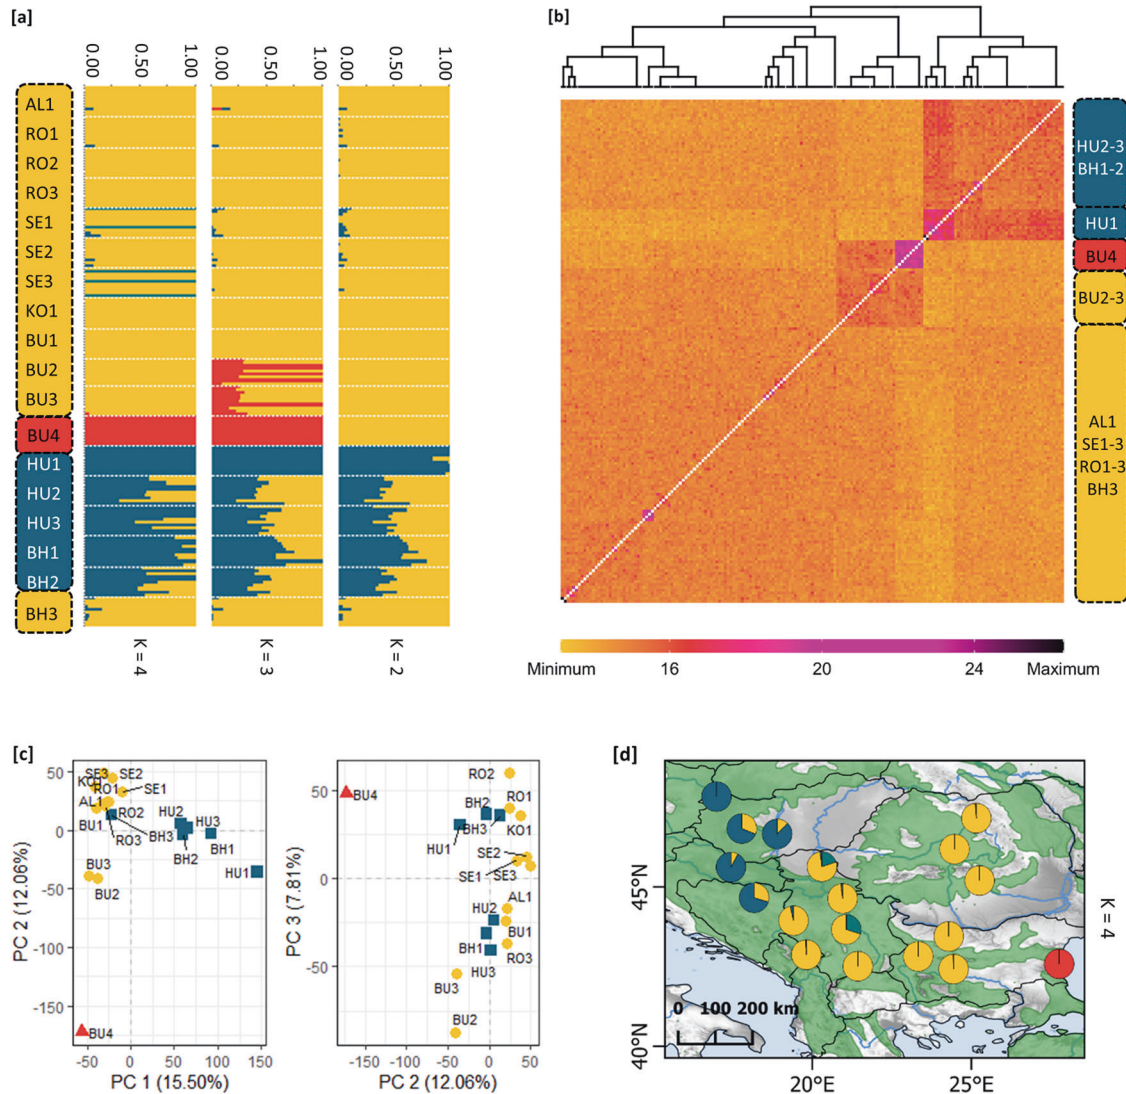 [a]
0.00
1.00
0.00
1.00
0.00
1.00
AL1
RO1
RO2
RO3
SE1
SE2
SE3
KO1
BU1
BU2
BU3
BU4
HU1
HU2
HU3
BH1
BH2
BH3
K = 4
K = 3
K = 2
[b]
HU2-3
BH1-2
HU1
BU4
BU2-3
AL1
SE1-3
RO1-3
BH3
Minimum 16 20 24 Maximum
[c]
50
0
-50
-100
-150
PC 2 (12.06%)
SE3 SE2
KO1
RO1 SE1
AL1
RO2
HU2
HU3
BU1
RO3
BH3
BH2
BH1
BU3
BU2
HU1
BU4
-50 0 50 100 150
PC 1 (15.50%)
50
0
-50
PC 3 (7.81%)
RO2
BU4
BH2
RO1
BH3
KO1
HU1
SE2
SE1 SE3
AL1
HU2
BU1
BH1
RO3
HU3
BU3
BU2
-150 -100 -50 0 50
PC 2 (12.06%)
[d]
45°N
40°N
0 100 200 km
20°E 25°E
K = 4